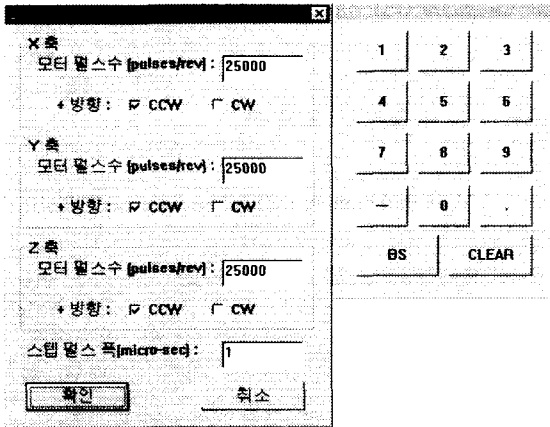 X 축
모터 펄스수 [pulses/rev] : 25000
+ 방향 : CCW CW
Y 축
모터 펄스수 [pulses/rev] : 25000
+ 방향 : CCW CW
Z 축
모터 펄스수 [pulses/rev] : 25000
+ 방향 : CCW CW
스텝 펄스 폭[micro-sec] : 1
확인 취소
1 2 3
4 5 6
7 8 9
- 0 .
BS CLEAR